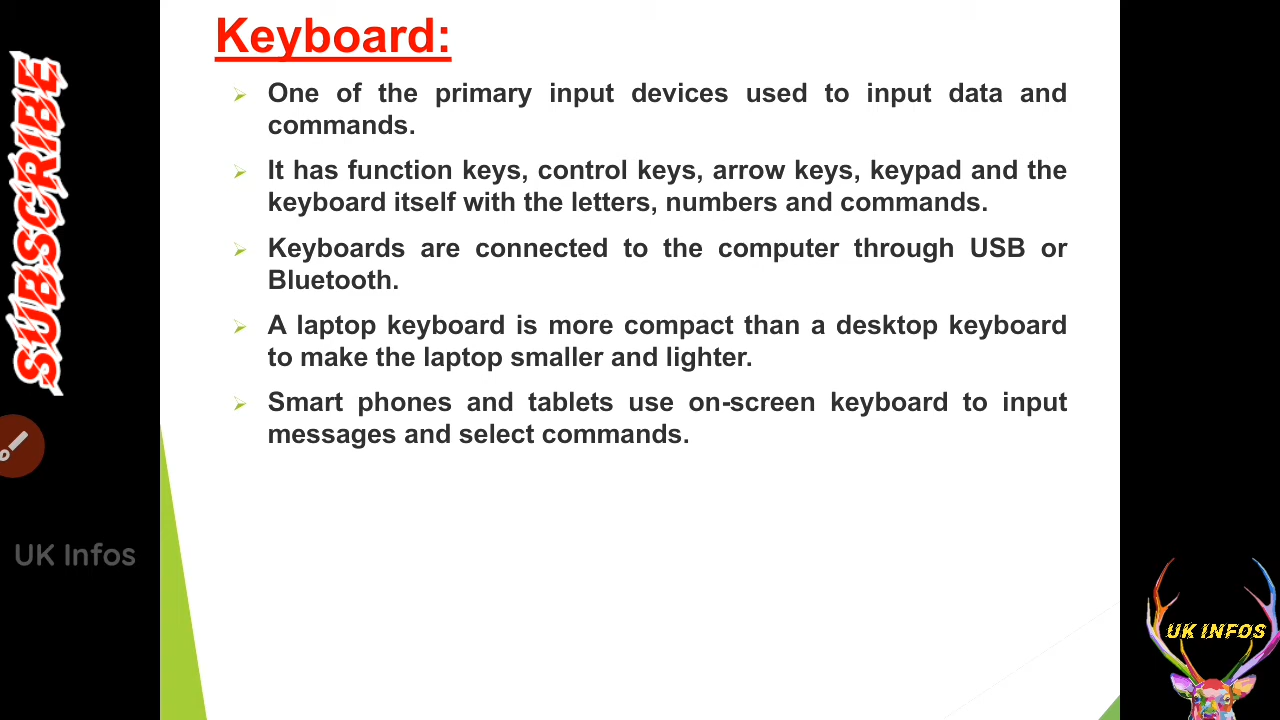 Keyboard:
One of the primary input devices used to input data and
commands.
It has function keys, control keys, arrow keys, keypad and the
keyboard itself with the letters, numbers and commands.
Keyboards are connected to the computer through USB or
Bluetooth.
A laptop keyboard is more compact than a desktop keyboard
to make the laptop smaller and lighter.
Smart phones and tablets use on-screen keyboard to input
messages and select commands.
SUBSCRIBE
UK Infos
UK INFOS